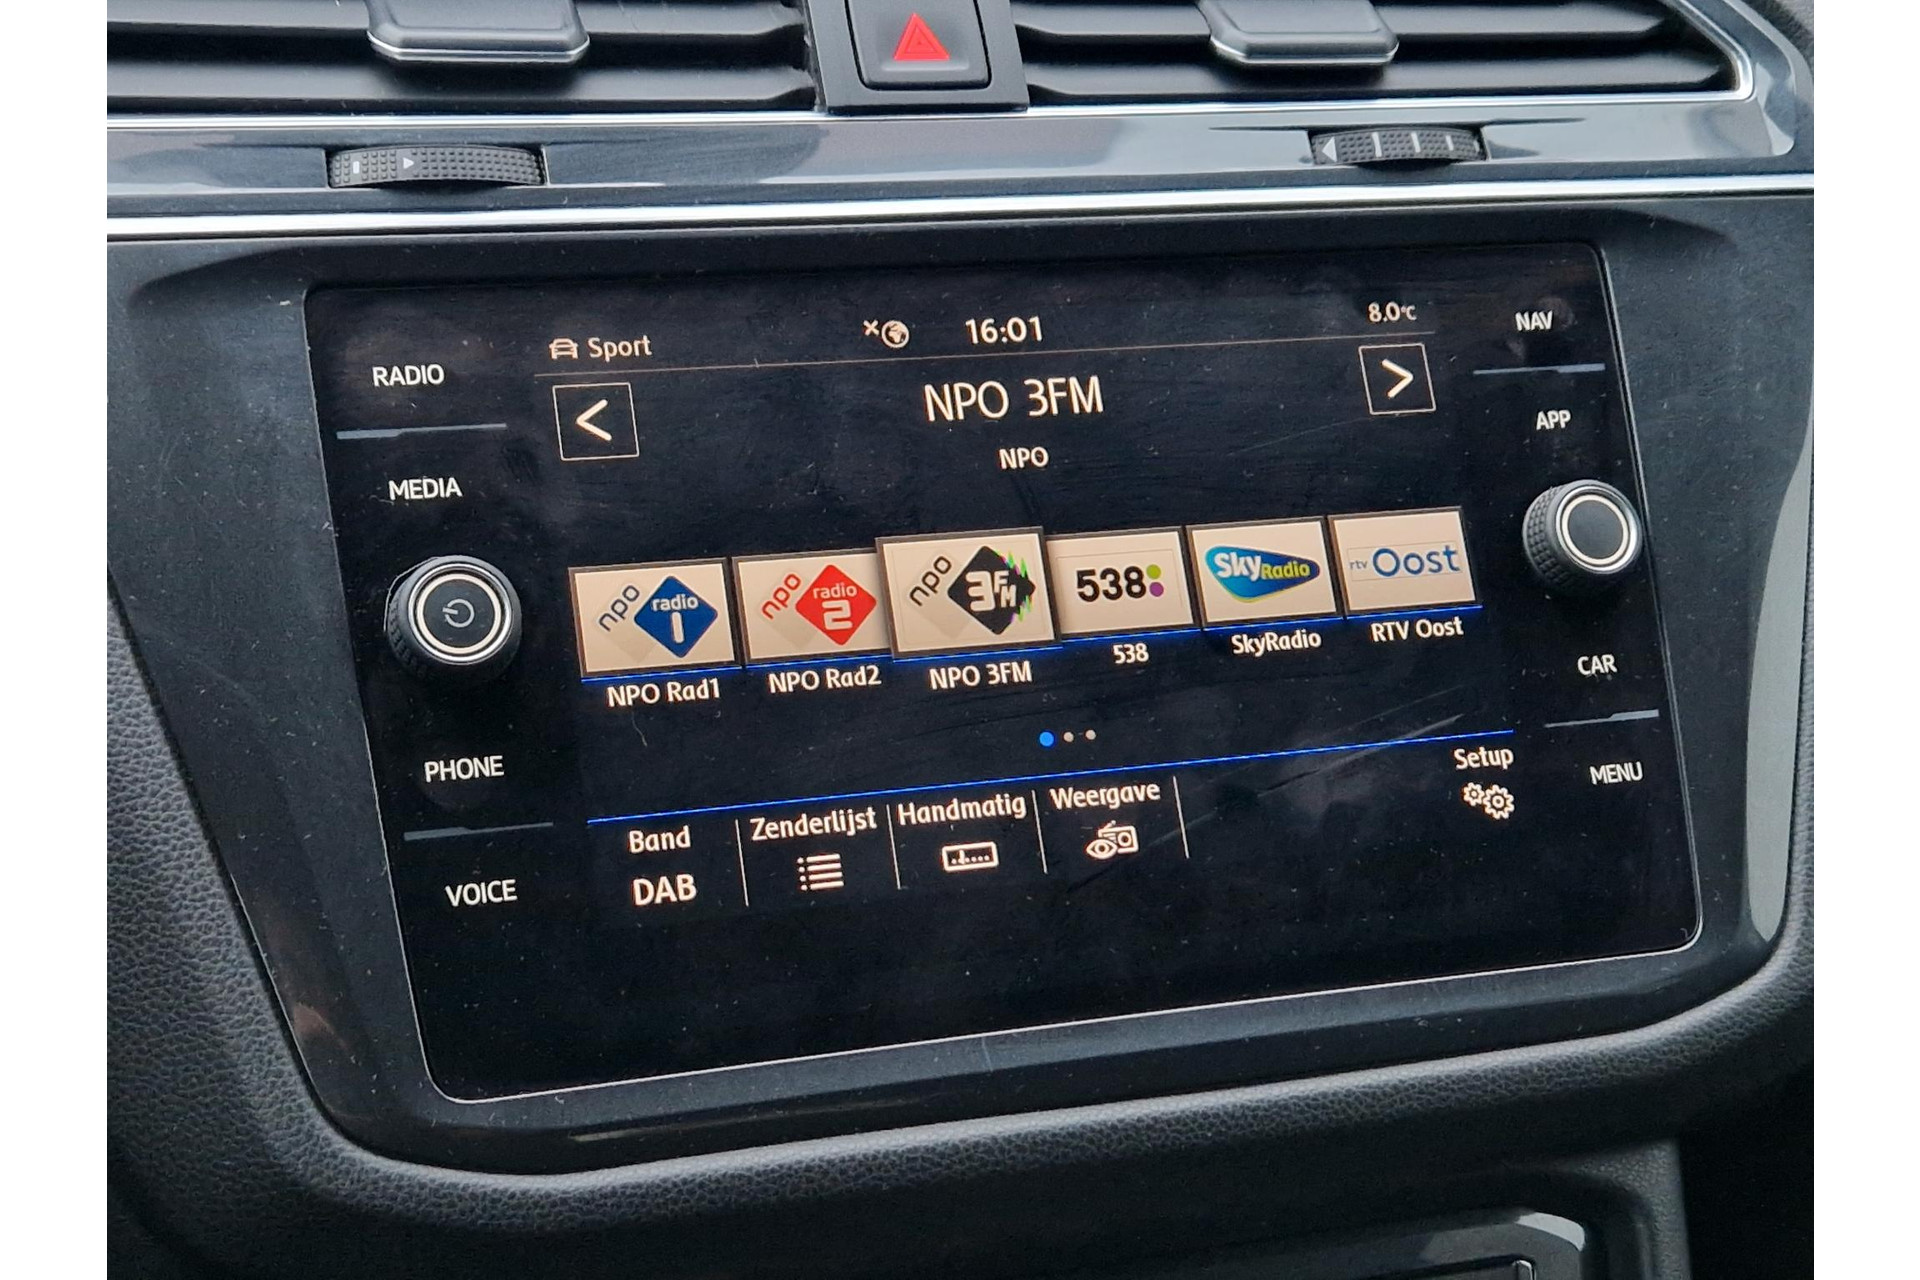 Sport
16:01
8.0°C
RADIO
MEDIA
PHONE
VOICE
NAV
APP
CAR
MENU
NPO 3FM
NPO
npo radio 1
npo radio 2
npo 3FM
538
Sky Radio
rtv Oost
NPO Rad1
NPO Rad2
NPO 3FM
538
SkyRadio
RTV Oost
Band
DAB
Zenderlijst
Handmatig
Weergave
Setup